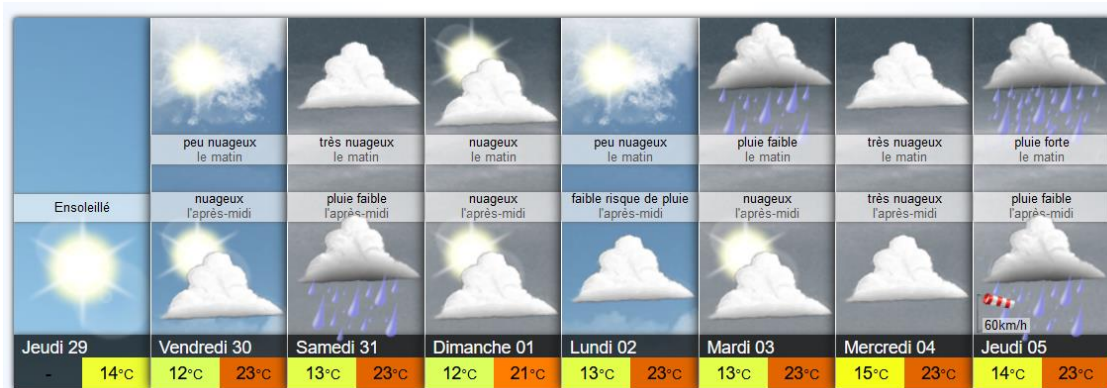 peu nuageux
le matin
très nuageux
le matin
nuageux
le matin
peu nuageux
le matin
pluie faible
le matin
très nuageux
le matin
pluie forte
le matin
Ensoleillé
nuageux
l'après-midi
pluie faible
l'après-midi
nuageux
l'après-midi
faible risque de pluie
l'après-midi
nuageux
l'après-midi
très nuageux
l'après-midi
pluie faible
l'après-midi
60km/h
Jeudi 29
Vendredi 30
Samedi 31
Dimanche 01
Lundi 02
Mardi 03
Mercredi 04
Jeudi 05
- 14°C
12°C 23°C
13°C 23°C
12°C 21°C
13°C 23°C
13°C 23°C
15°C 23°C
14°C 23°C